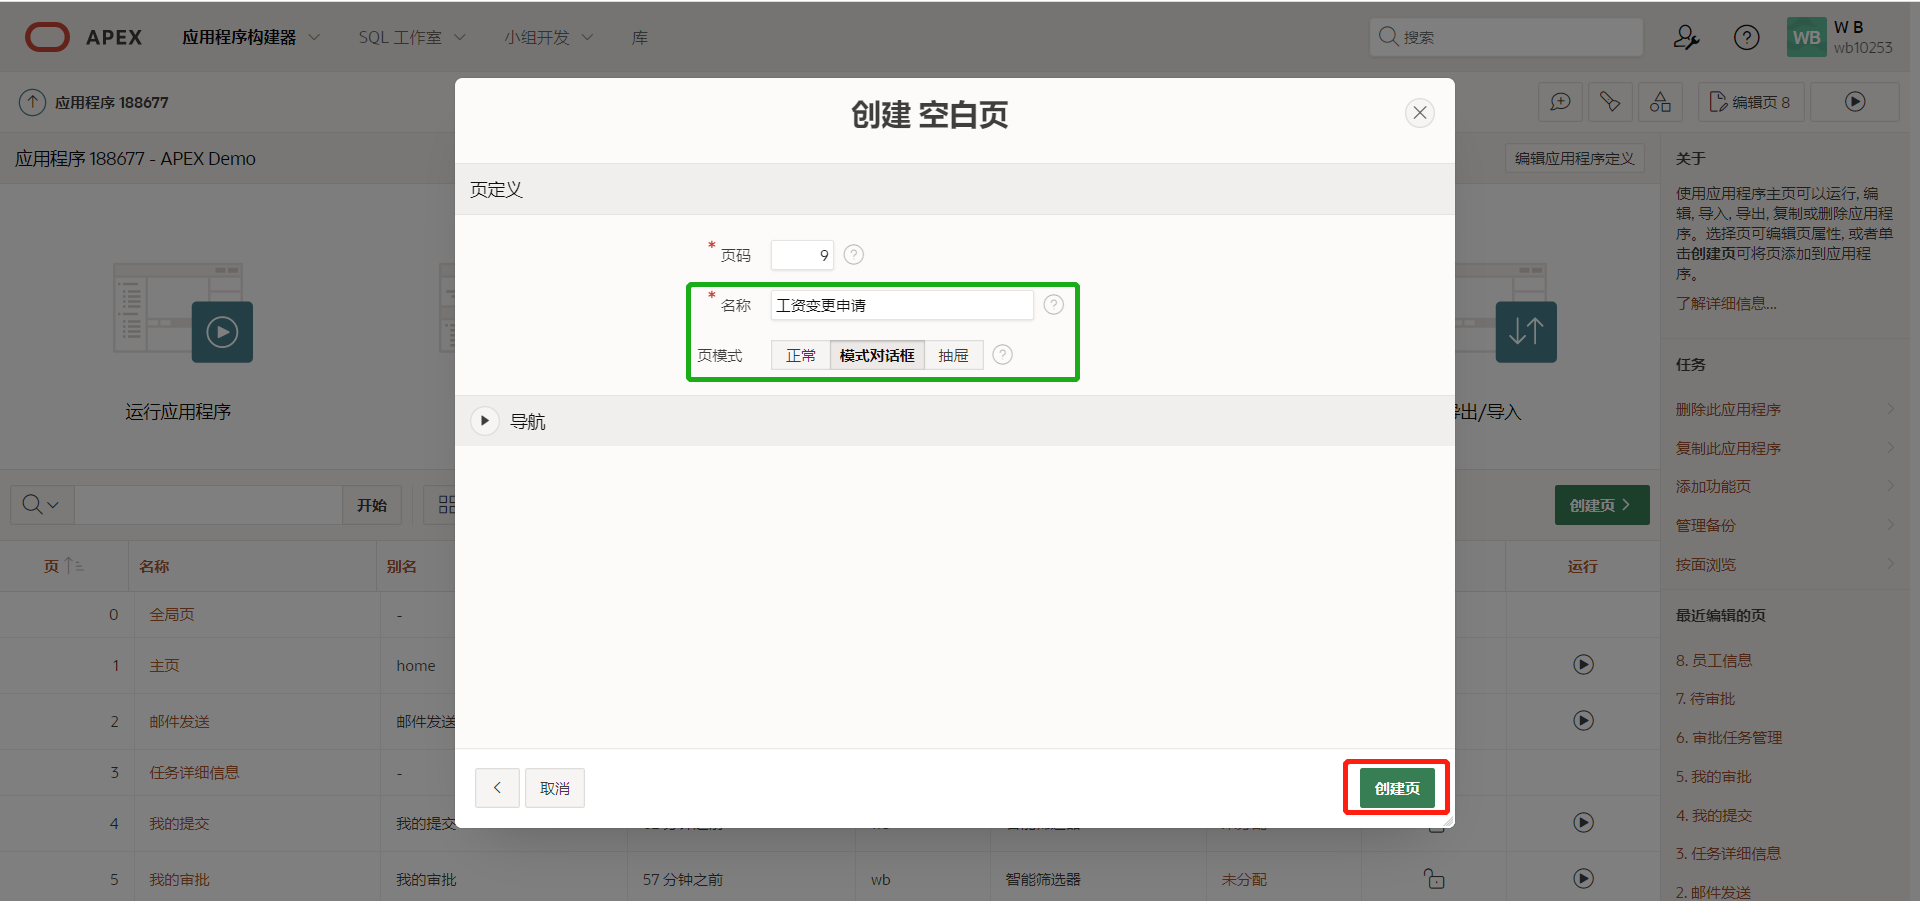 APEX
应用程序构建器
SQL 工作室
小组开发
库
搜索
WB
W B
wb10253
应用程序 188677
编辑页 8
应用程序 188677 - APEX Demo
编辑应用程序定义
运行应用程序
出/导入
创建 空白页
页定义
* 页码
9
* 名称
工资变更申请
页模式
正常
模式对话框
抽屉
导航
取消
创建页
开始
创建页
页
名称
别名
运行
0
全局页
-
1
主页
home
2
邮件发送
邮件发送
3
任务详细信息
-
4
我的提交
我的提交
5
我的审批
我的审批
57 分钟之前
wb
智能筛选器
未分配
关于
使用应用程序主页可以运行, 编
辑, 导入, 导出, 复制或删除应用程
序。选择页可编辑页属性, 或者单
击创建页可将页添加到应用程
序。
了解详细信息...
任务
删除此应用程序
复制此应用程序
添加功能页
管理备份
按面浏览
最近编辑的页
8. 员工信息
7. 待审批
6. 审批任务管理
5. 我的审批
4. 我的提交
3. 任务详细信息
2. 邮件发送